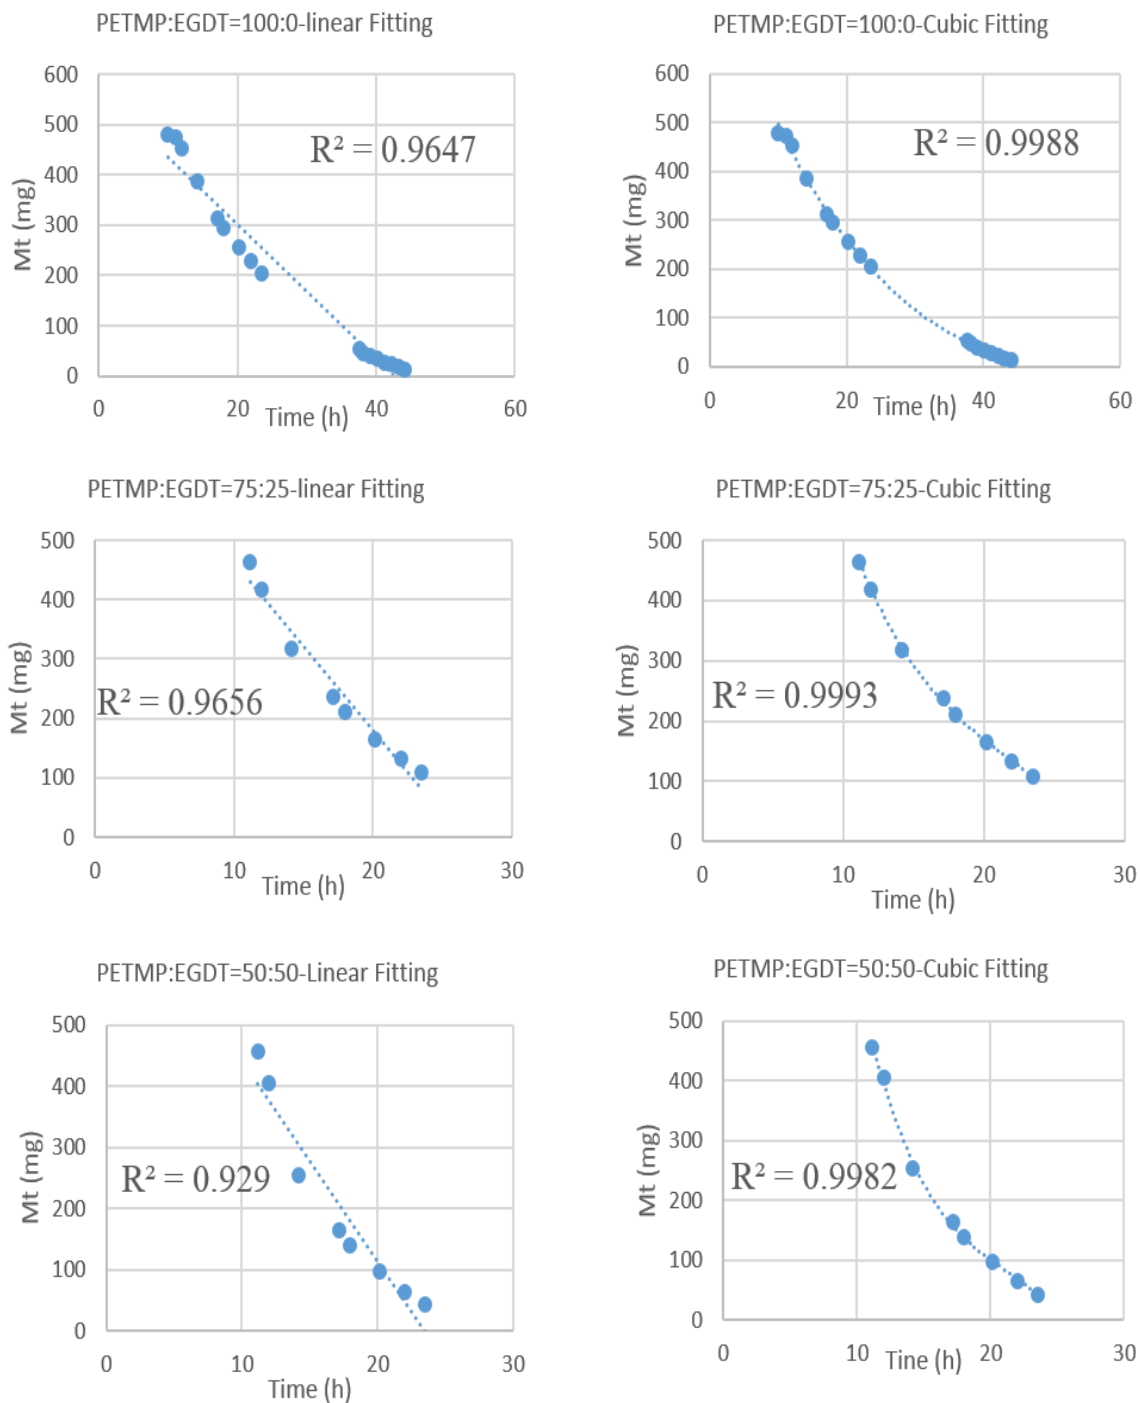 PETMP:EGDT=100:0-linear Fitting
600
500
400
300
200
100
0
0
20
40
60
Mt (mg)
Time (h)
R² = 0.9647
PETMP:EGDT=100:0-Cubic Fitting
600
500
400
300
200
100
0
0
20
40
60
Mt (mg)
Time (h)
R² = 0.9988
PETMP:EGDT=75:25-linear Fitting
500
400
300
200
100
0
0
10
20
30
Mt (mg)
Time (h)
R² = 0.9656
PETMP:EGDT=75:25-Cubic Fitting
500
400
300
200
100
0
0
10
20
30
Mt (mg)
Time (h)
R² = 0.9993
PETMP:EGDT=50:50-Linear Fitting
500
400
300
200
100
0
0
10
20
30
Mt (mg)
Time (h)
R² = 0.929
PETMP:EGDT=50:50-Cubic Fitting
500
400
300
200
100
0
0
10
20
30
Mt (mg)
Tine (h)
R² = 0.9982